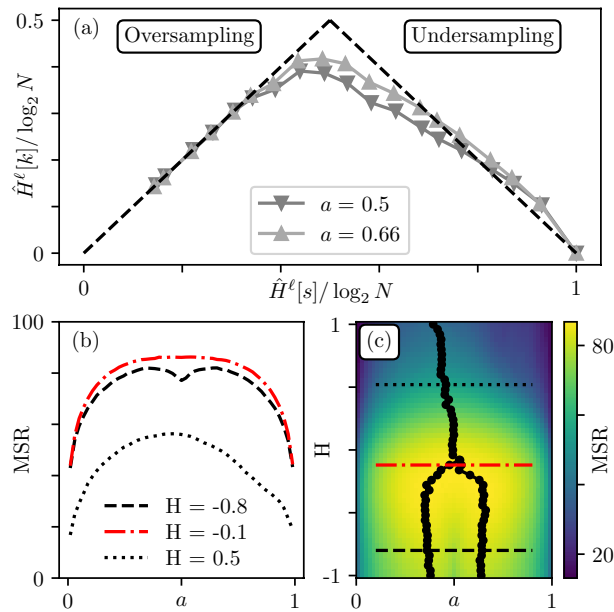 0.5
(a)
Oversampling
Undersampling
Ĥ^ℓ[k]/log₂ N
a = 0.5
a = 0.66
0
0
1
Ĥ^ℓ[s]/log₂ N
100
(b)
MSR
H = -0.8
H = -0.1
H = 0.5
0
0
a
1
1
(c)
H
-1
0
a
1
80
MSR
20